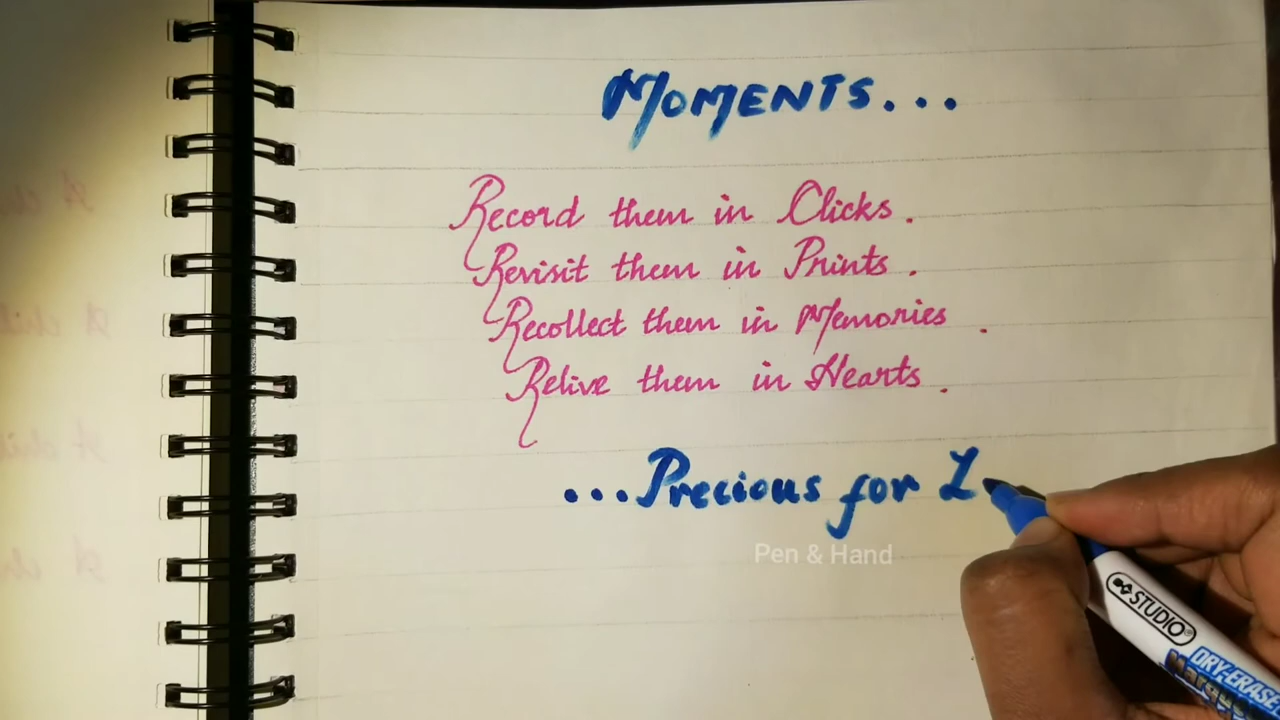 MOMENTS...
Record them in Clicks.
Revisit them in Prints.
Recollect them in Memories.
Relive them in Hearts.
...Precious for L
Pen & Hand
STUDIO
DRY-ERASE